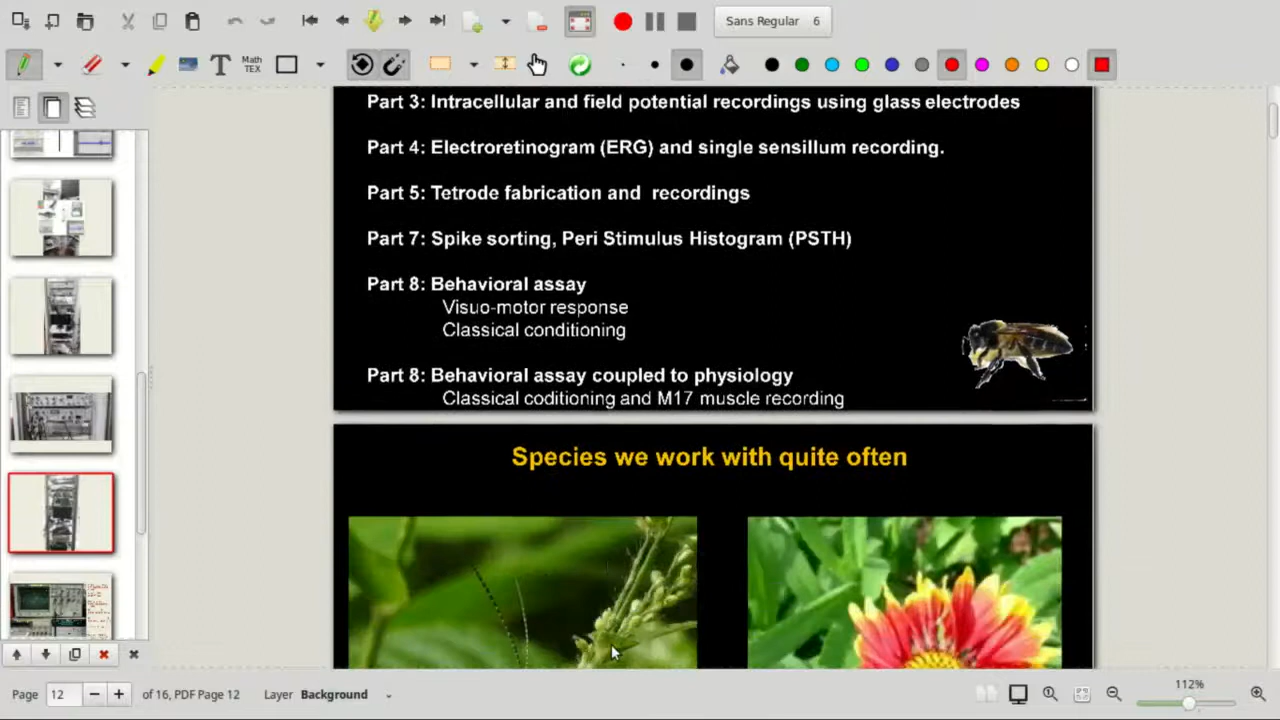 Sans Regular 6
Math
TEX
Part 3: Intracellular and field potential recordings using glass electrodes
Part 4: Electroretinogram (ERG) and single sensillum recording.
Part 5: Tetrode fabrication and recordings
Part 7: Spike sorting, Peri Stimulus Histogram (PSTH)
Part 8: Behavioral assay
Visuo-motor response
Classical conditioning
Part 8: Behavioral assay coupled to physiology
Classical coditioning and M17 muscle recording
Species we work with quite often
Page 12 of 16, PDF Page 12 Layer Background 112%